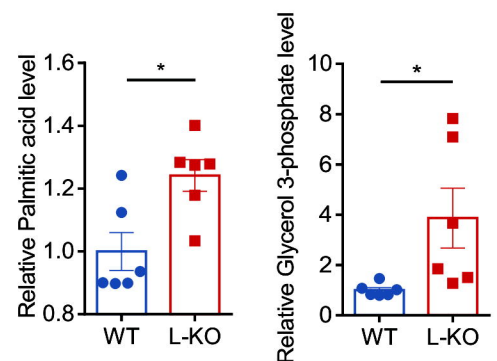 Relative Palmitic acid level
1.6
1.4
1.2
1.0
0.8
*
WT
L-KO
Relative Glycerol 3-phosphate level
10
8
6
4
2
0
*
WT
L-KO